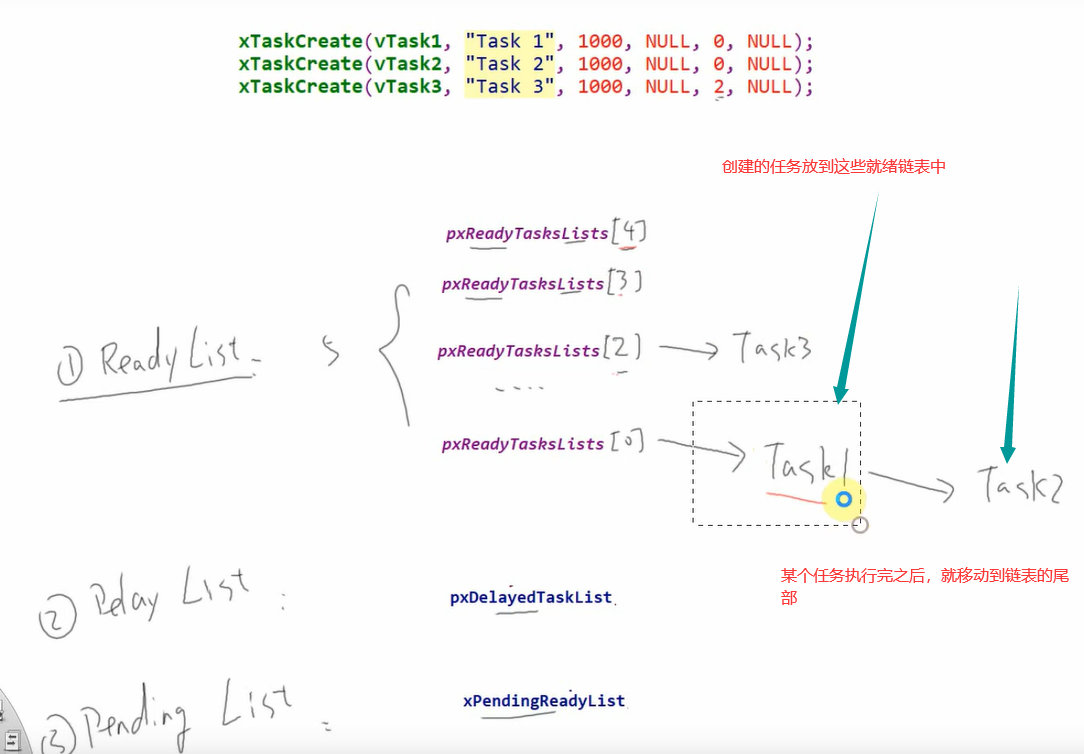 xTaskCreate(vTask1, "Task 1", 1000, NULL, 0, NULL);
xTaskCreate(vTask2, "Task 2", 1000, NULL, 0, NULL);
xTaskCreate(vTask3, "Task 3", 1000, NULL, 2, NULL);
创建的任务放到这些就绪链表中
pxReadyTasksLists[4]
pxReadyTasksLists[3]
① ReadyList s
pxReadyTasksLists[2] → Task3
....
pxReadyTasksLists[0] → Task1 → Task2
某个任务执行完之后，就移动到链表的尾
部
② Delay List : pxDelayedTaskList
③ Pending List : xPendingReadyList